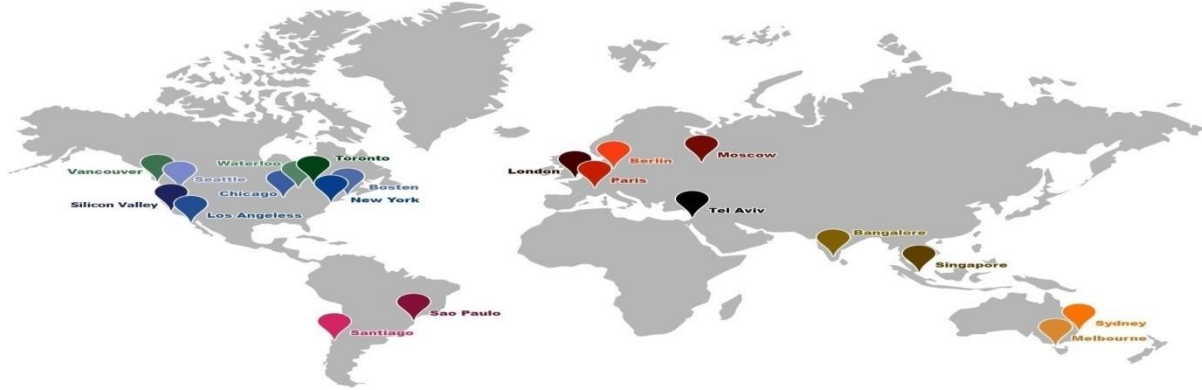 Waterloo
Toronto
Vancouver
Seattle
Chicago
Bosten
New York
Silicon Valley
Los Angeless
London
Berlin
Paris
Moscow
Tel Aviv
Bangalore
Singapore
Sao Paulo
Santiago
Sydney
Melbourne